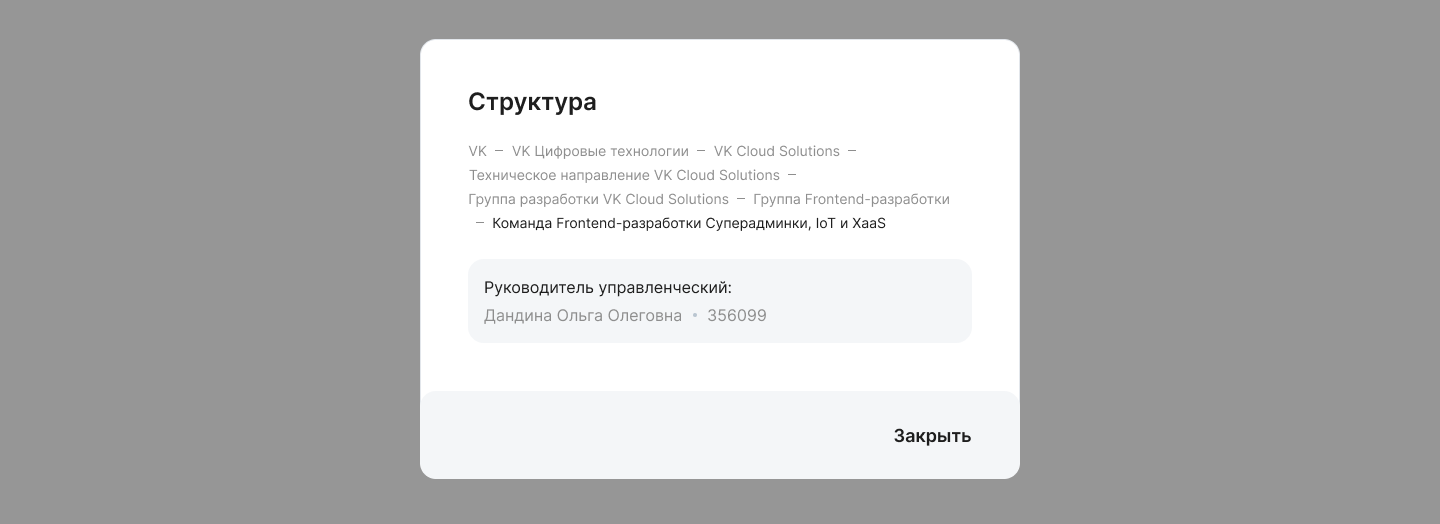 Структура
VK — VK Цифровые технологии — VK Cloud Solutions —
Техническое направление VK Cloud Solutions —
Группа разработки VK Cloud Solutions — Группа Frontend-разработки
— Команда Frontend-разработки Суперадминки, IoT и XaaS
Руководитель управленческий:
Дандина Ольга Олеговна • 356099
Закрыть